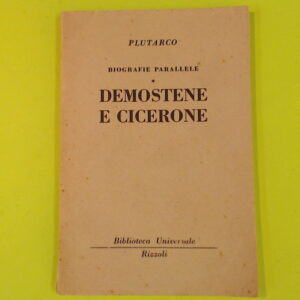 PLUTARCO
BIOGRAFIE PARALLELE
DEMOSTENE
E CICERONE
Biblioteca Universale
Rizzoli